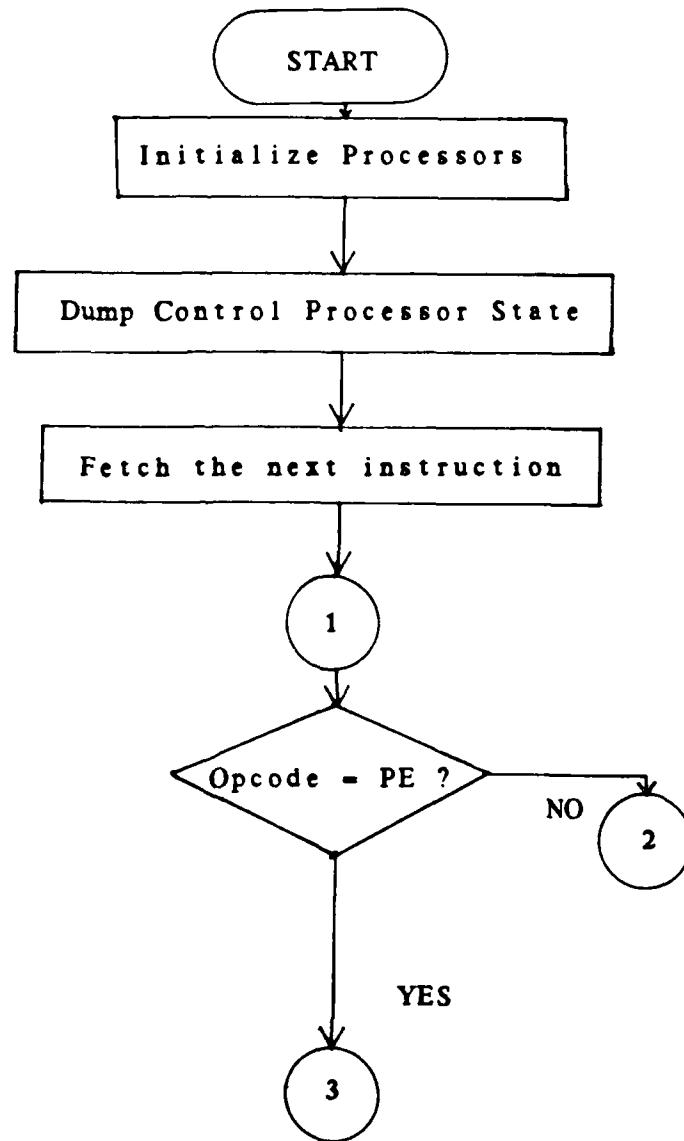 START
Initialize Processors
Dump Control Processor State
Fetch the next instruction
1
Opcode = PE ?
NO
2
YES
3